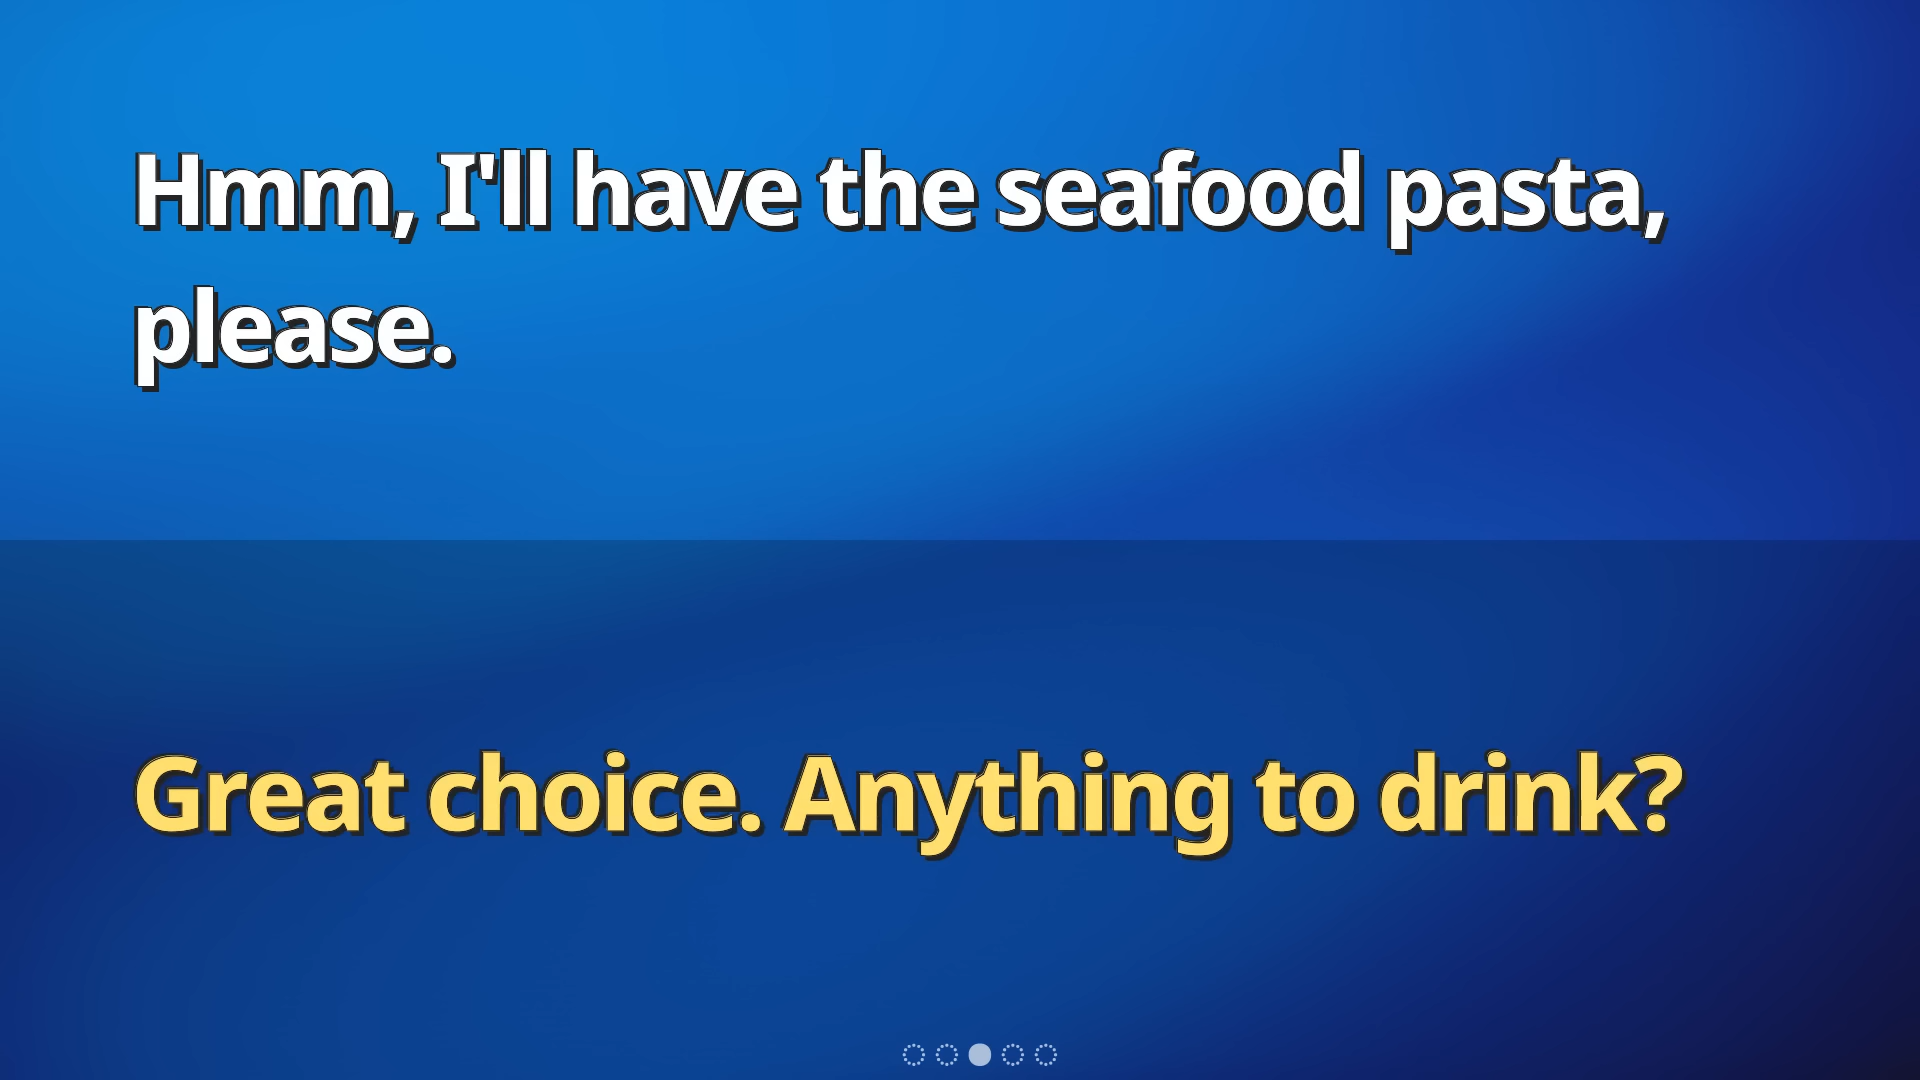 Hmm, I'll have the seafood pasta,
please.
Great choice. Anything to drink?